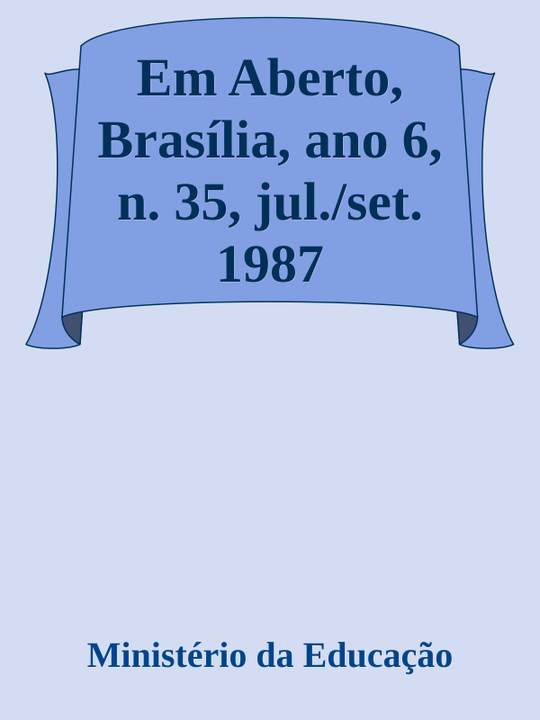 Em Aberto,
Brasília, ano 6,
n. 35, jul./set.
1987
Ministério da Educação